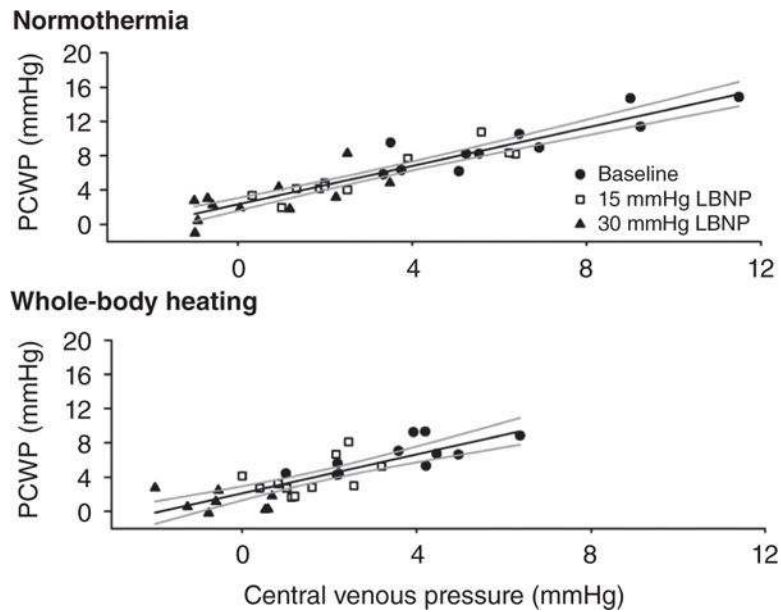 Normothermia
PCWP (mmHg)
20
16
12
8
4
0
Baseline
15 mmHg LBNP
30 mmHg LBNP
0 4 8 12
Whole-body heating
PCWP (mmHg)
20
16
12
8
4
0
0 4 8 12
Central venous pressure (mmHg)